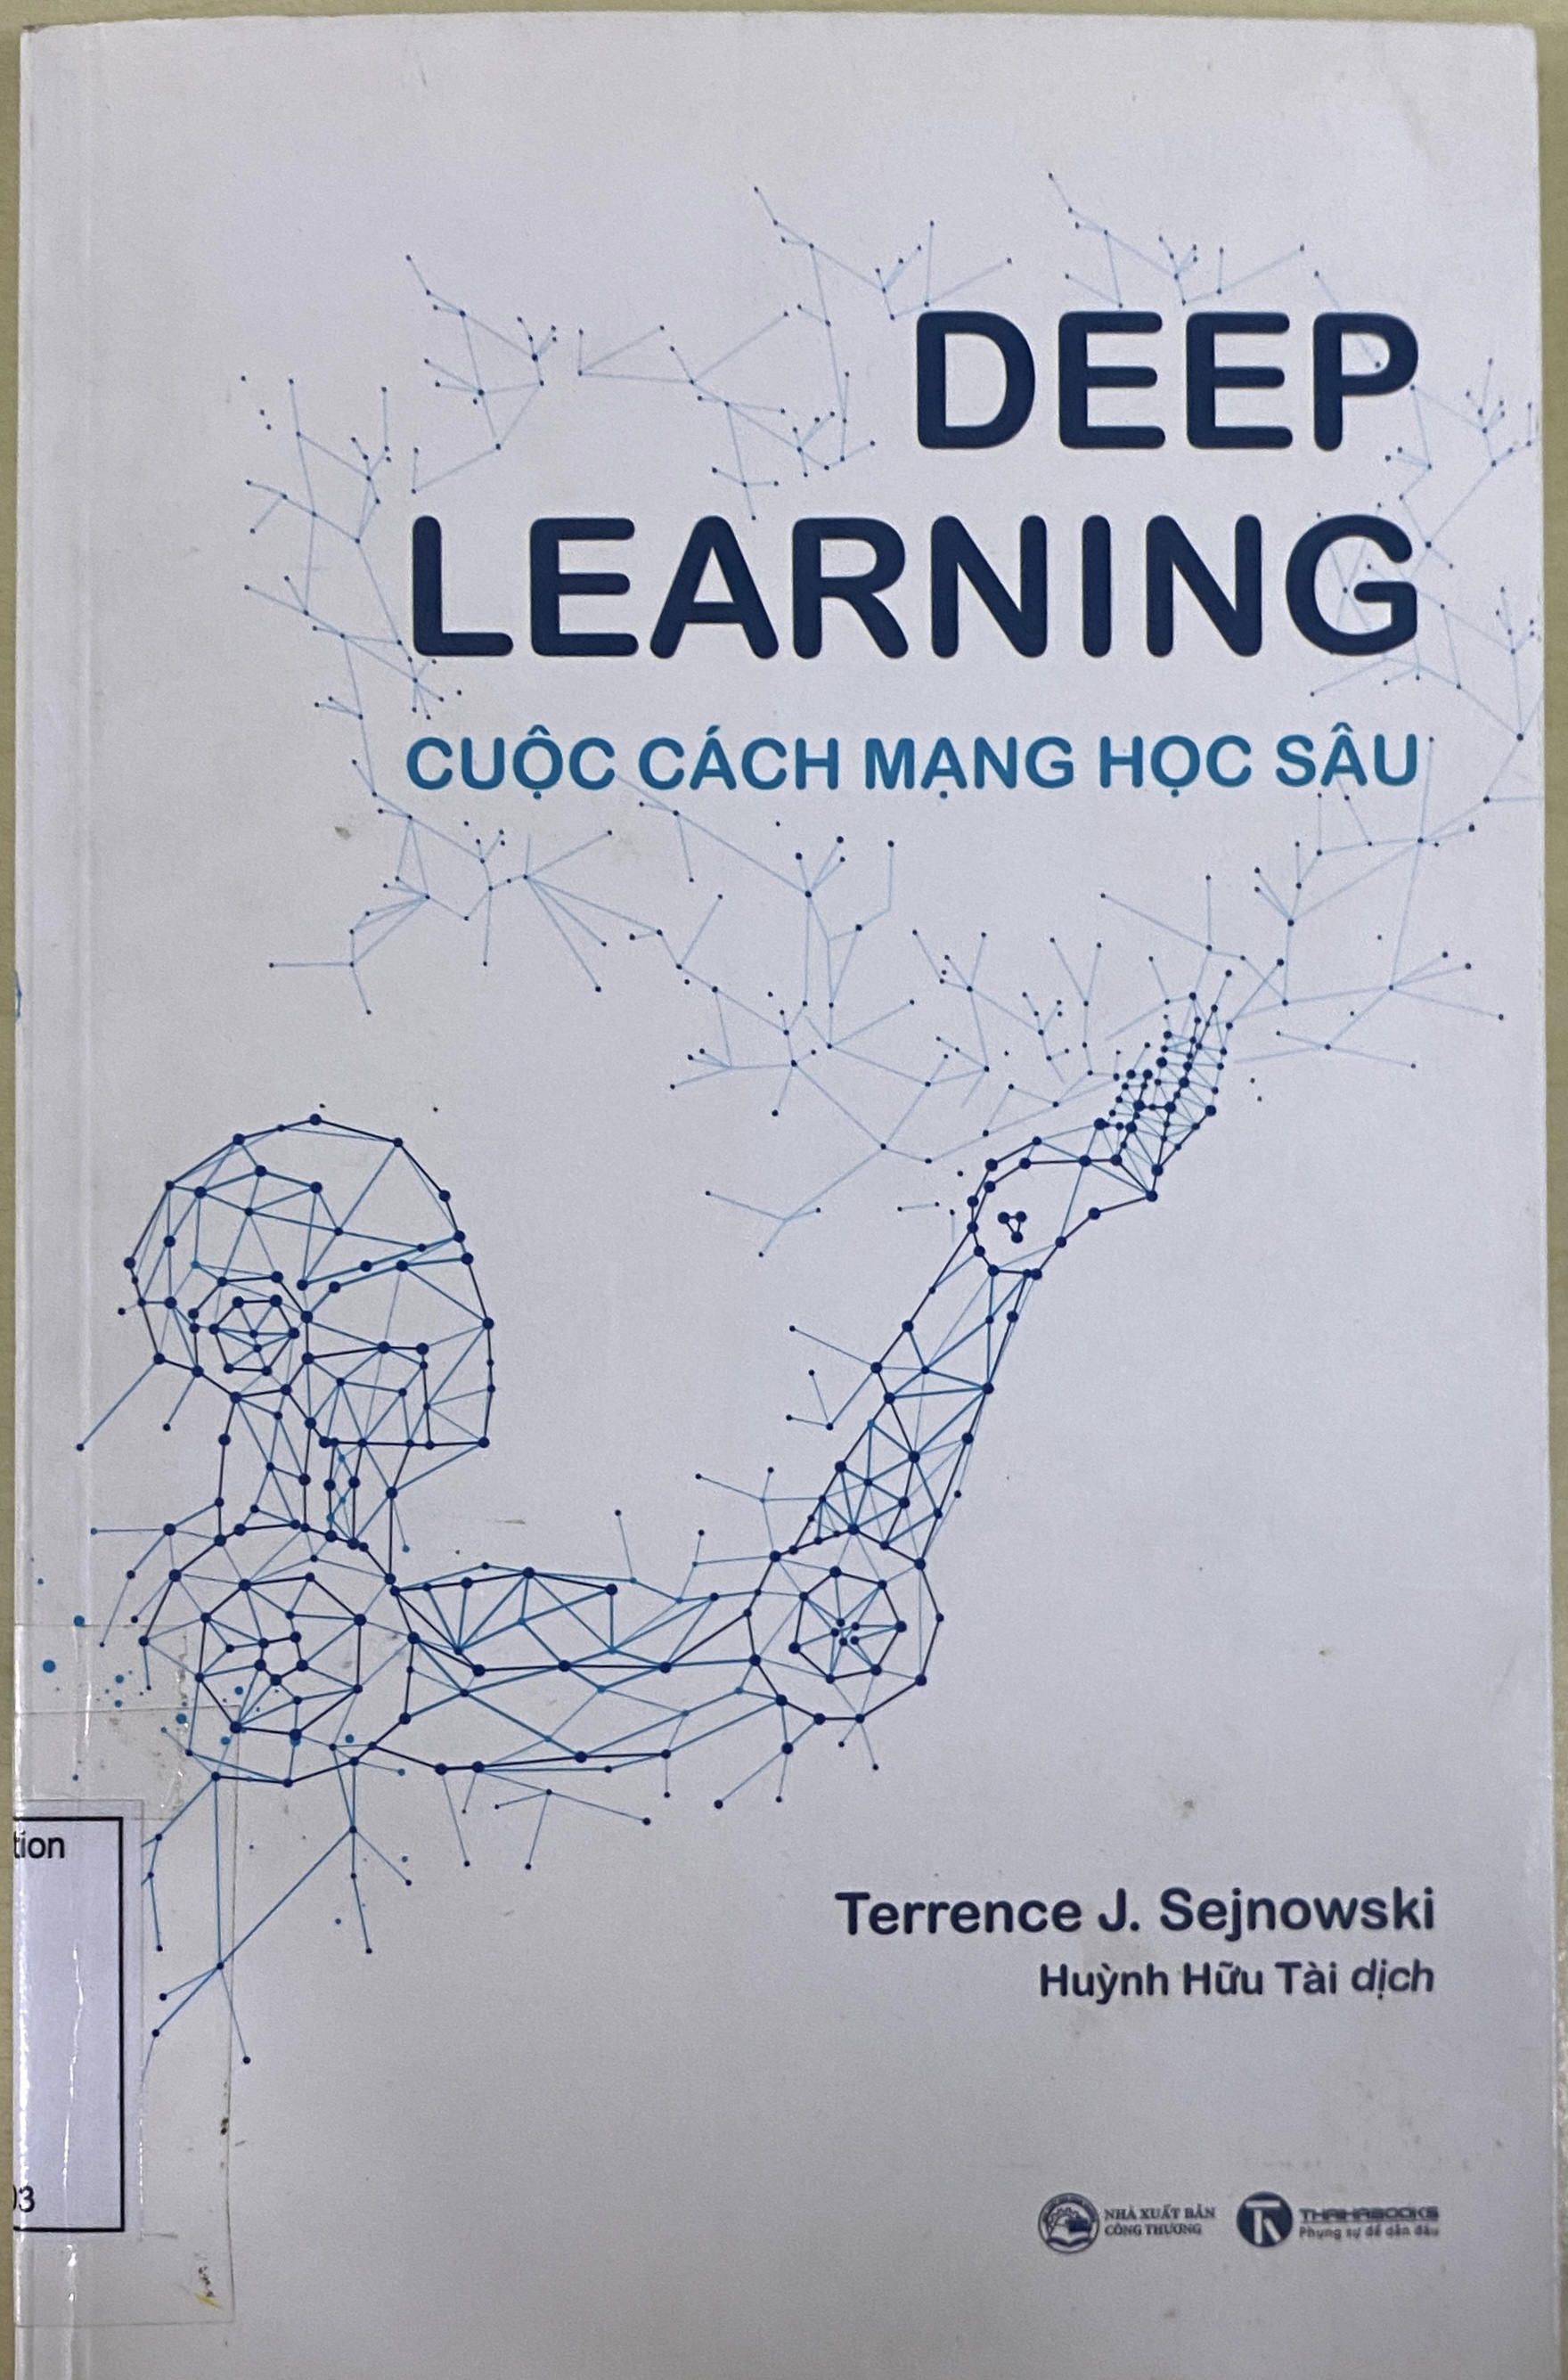 DEEP
LEARNING
CUỘC CÁCH MẠNG HỌC SÂU
tion
Terrence J. Sejnowski
Huỳnh Hữu Tài dịch
03
NHÀ XUẤT BẢN
CÔNG THƯƠNG
THAIHABOOKS
Phụng sự để dẫn đầu